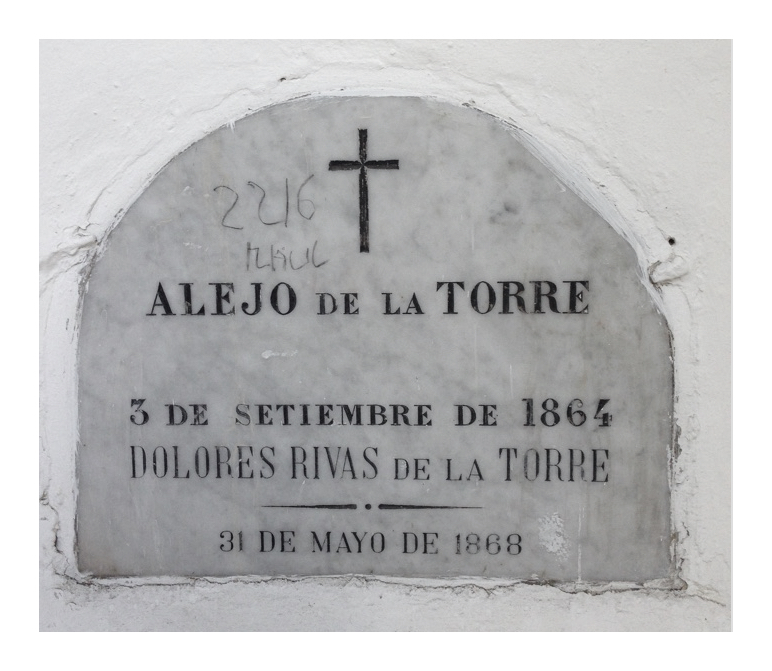 2216
ALEJO DE LA TORRE
3 DE SETIEMBRE DE 1864
DOLORES RIVAS DE LA TORRE
31 DE MAYO DE 1868